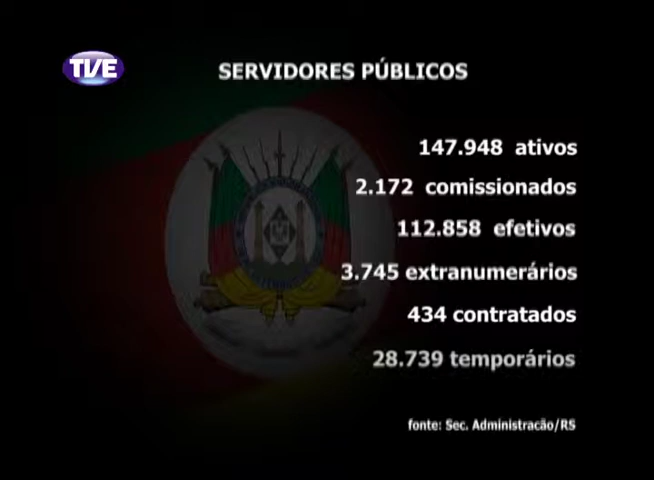 TVE
SERVIDORES PÚBLICOS
147.948 ativos
2.172 comissionados
112.858 efetivos
3.745 extranumerários
434 contratados
28.739 temporários
fonte: Sec. Administracão/RS